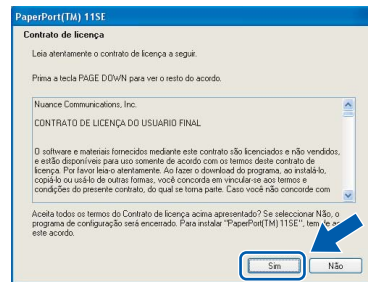 PaperPort(TM) 11SE
Contrato de licença
Leia atentamente o contrato de licença a seguir.
Prima a tecla PAGE DOWN para ver o resto do acordo.
Nuance Communications, Inc.
CONTRATO DE LICENÇA DO USUARIO FINAL
O software e materiais fornecidos mediante este contrato são licenciados e não vendidos,
e estão disponíveis para uso somente de acordo com os termos deste contrato de
licença. Por favor leia-o atentamente. Ao fazer o download do programa, ao instalá-lo,
copiá-lo ou usá-lo de outras formas, você concorda em vincular-se aos termos e
condições do presente contrato, do qual se torna parte. Caso você não concorde com
Aceita todos os termos do Contrato de licença acima apresentado? Se seleccionar Não, o
programa de configuração será encerrado. Para instalar "PaperPort(TM) 11SE", tem de
este acordo.
Sim Não